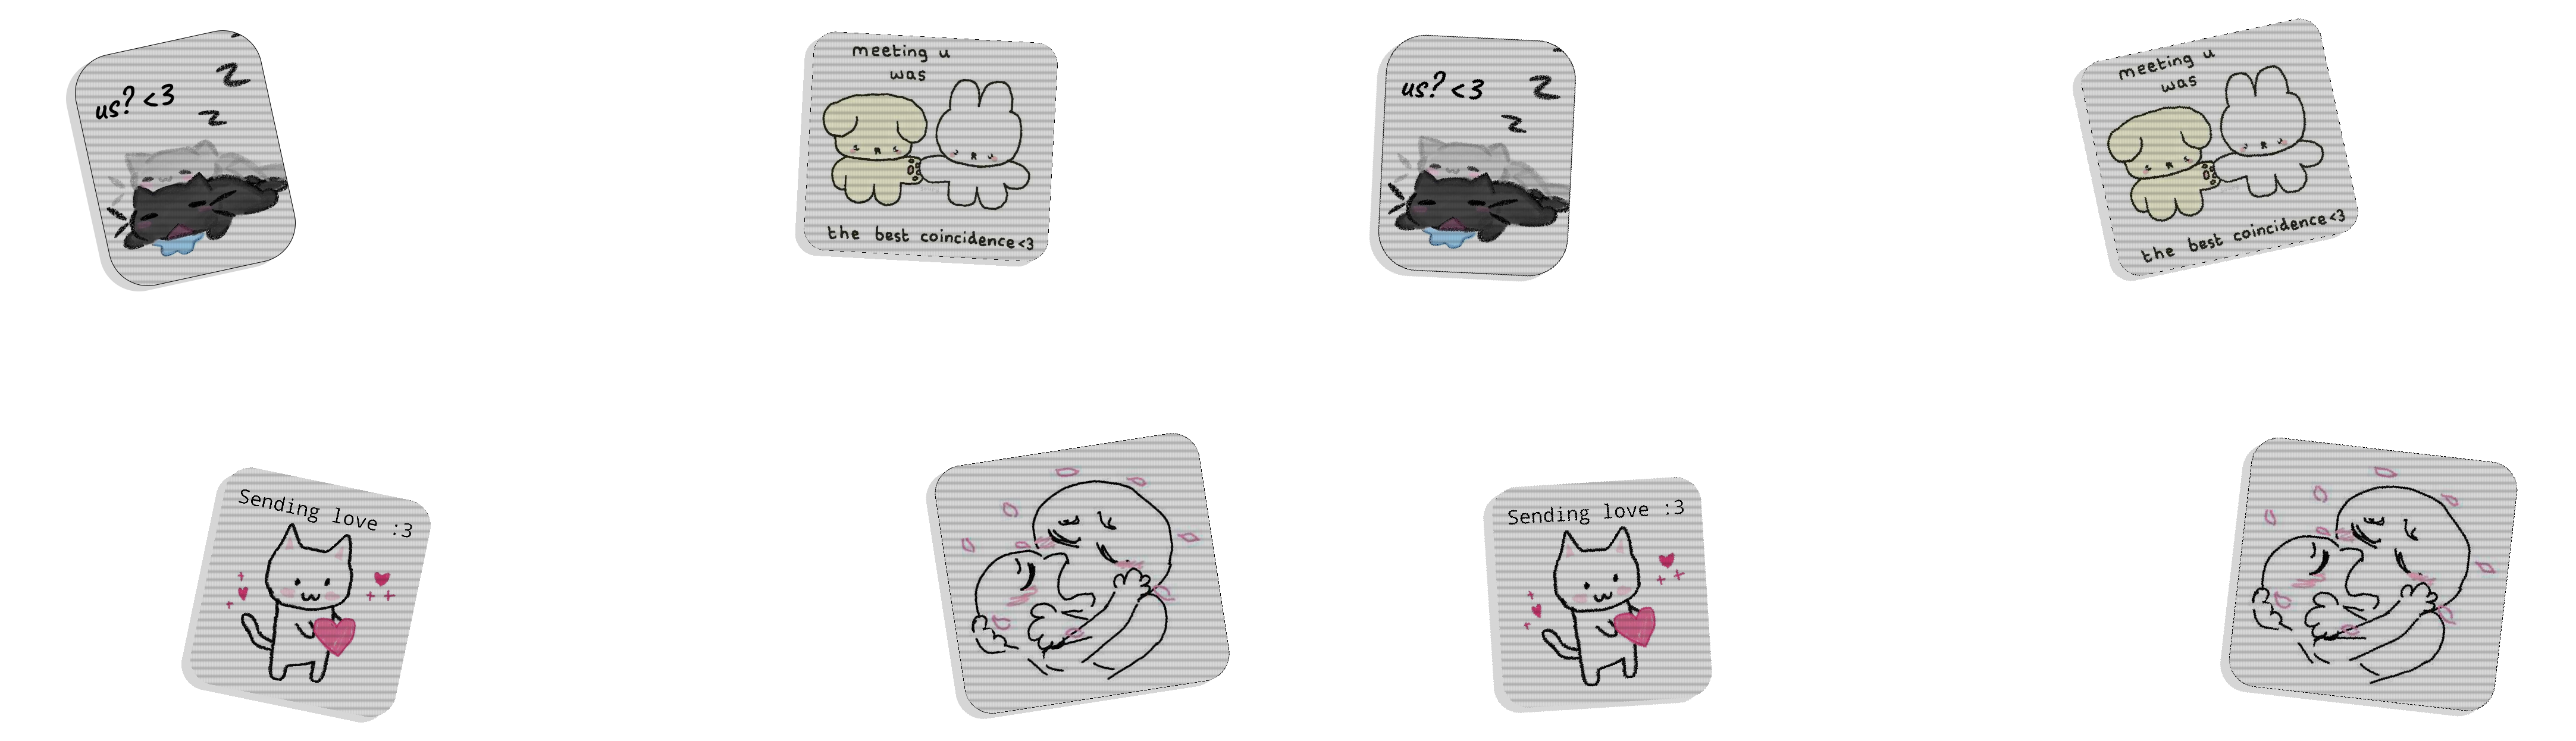 us? <3
z
z
meeting u
was
the best coincidence<3
us? <3
z
z
meeting u
was
the best coincidence<3
Sending love :3
Sending love :3